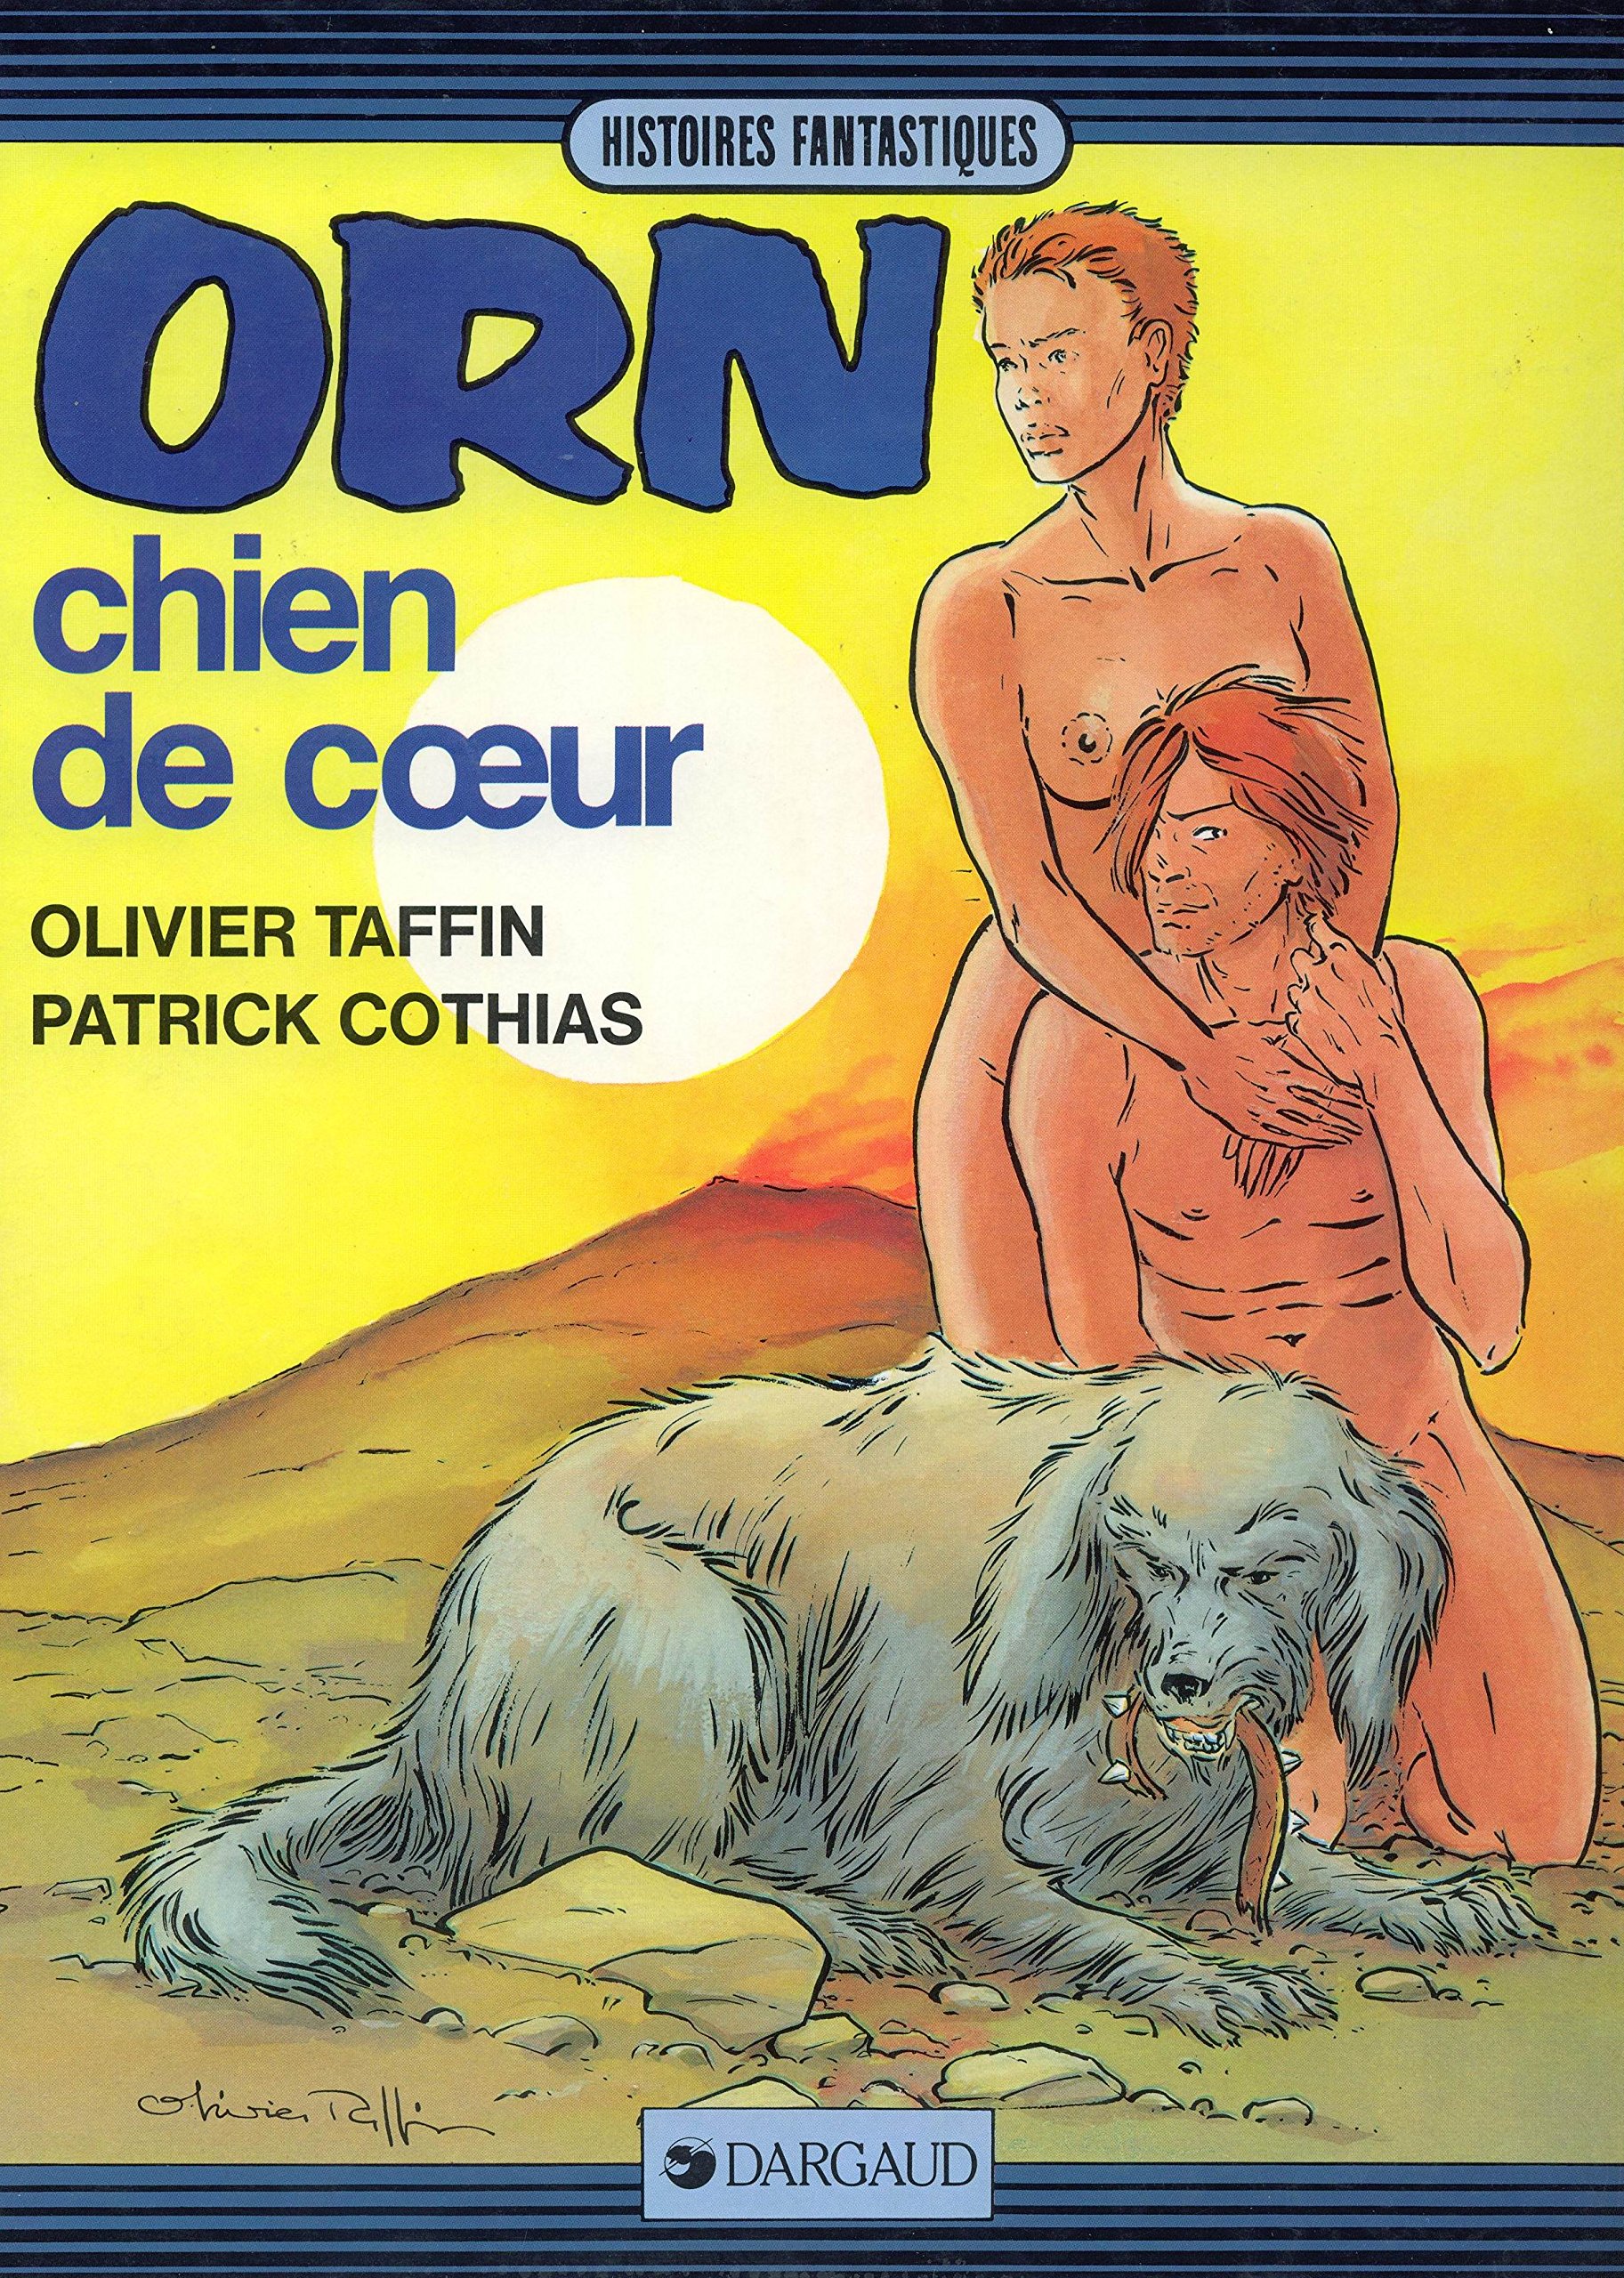 HISTOIRES FANTASTIQUES
ORN
chien
de cœur
OLIVIER TAFFIN
PATRICK COTHIAS
Olivier Taffin
DARGAUD